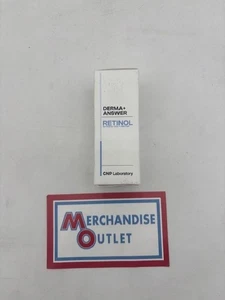 DERMA+
ANSWER
RETINOL
CNP Laboratory
MERCHANDISE
OUTLET